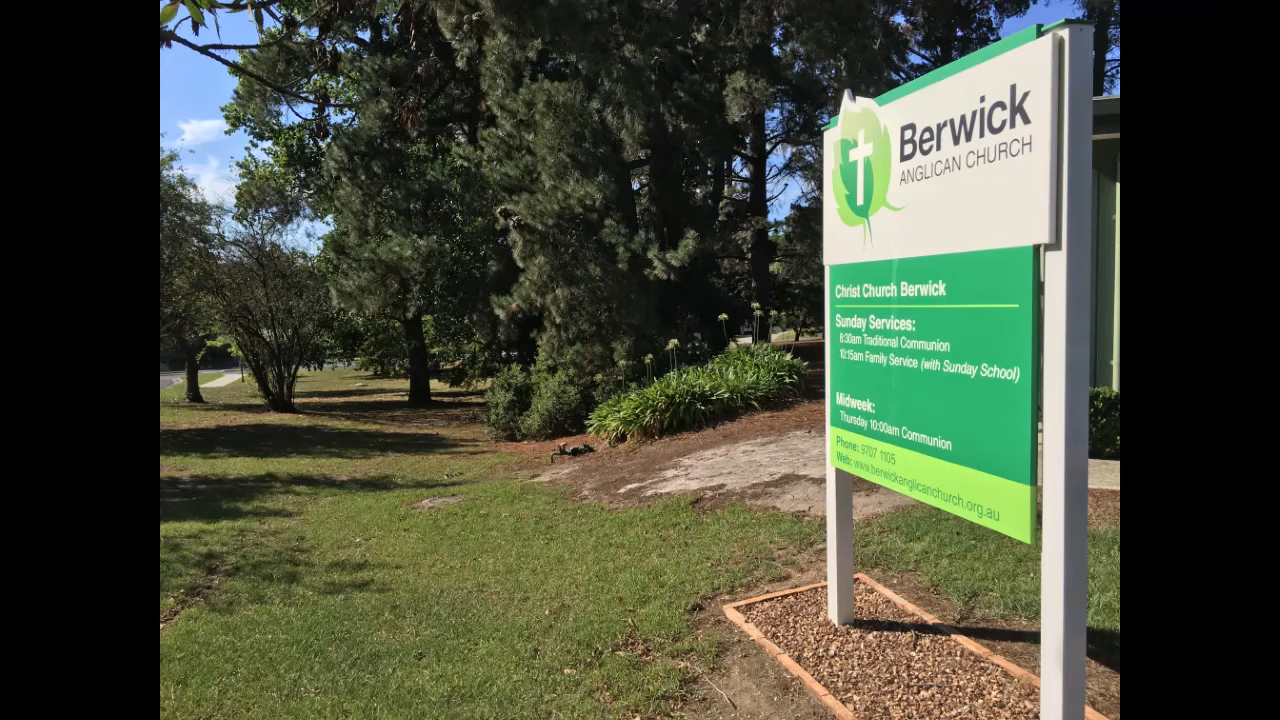 Berwick
ANGLICAN CHURCH
Christ Church Berwick
Sunday Services:
8:30am Traditional Communion
10:15am Family Service (with Sunday School)
Midweek:
Thursday 10:00am Communion
Phone: 9707 1105
Web: www.berwickanglicanchurch.org.au